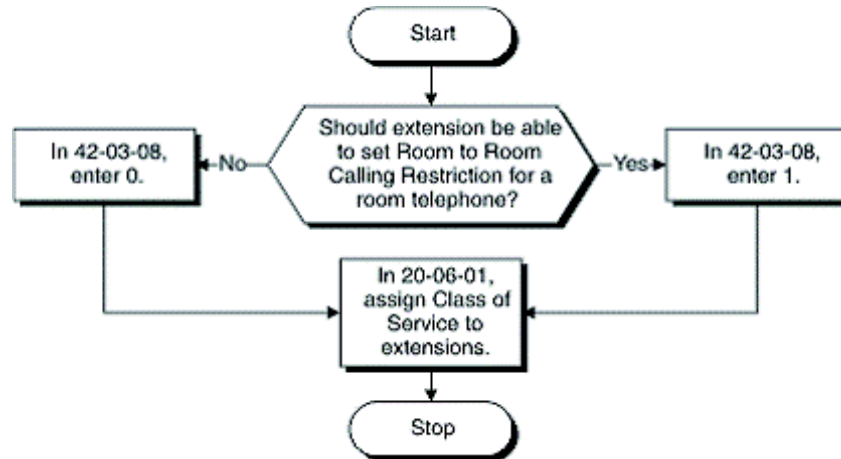 Start
Should extension be able
to set Room to Room
Calling Restriction for a
room telephone?
No
In 42-03-08,
enter 0.
Yes
In 42-03-08,
enter 1.
In 20-06-01,
assign Class of
Service to
extensions.
Stop